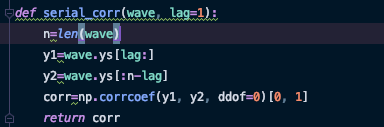 def serial_corr(wave, lag=1):
    n=len(wave)
    y1=wave.ys[lag:]
    y2=wave.ys[:n-lag]
    corr=np.corrcoef(y1, y2, ddof=0)[0, 1]
    return corr